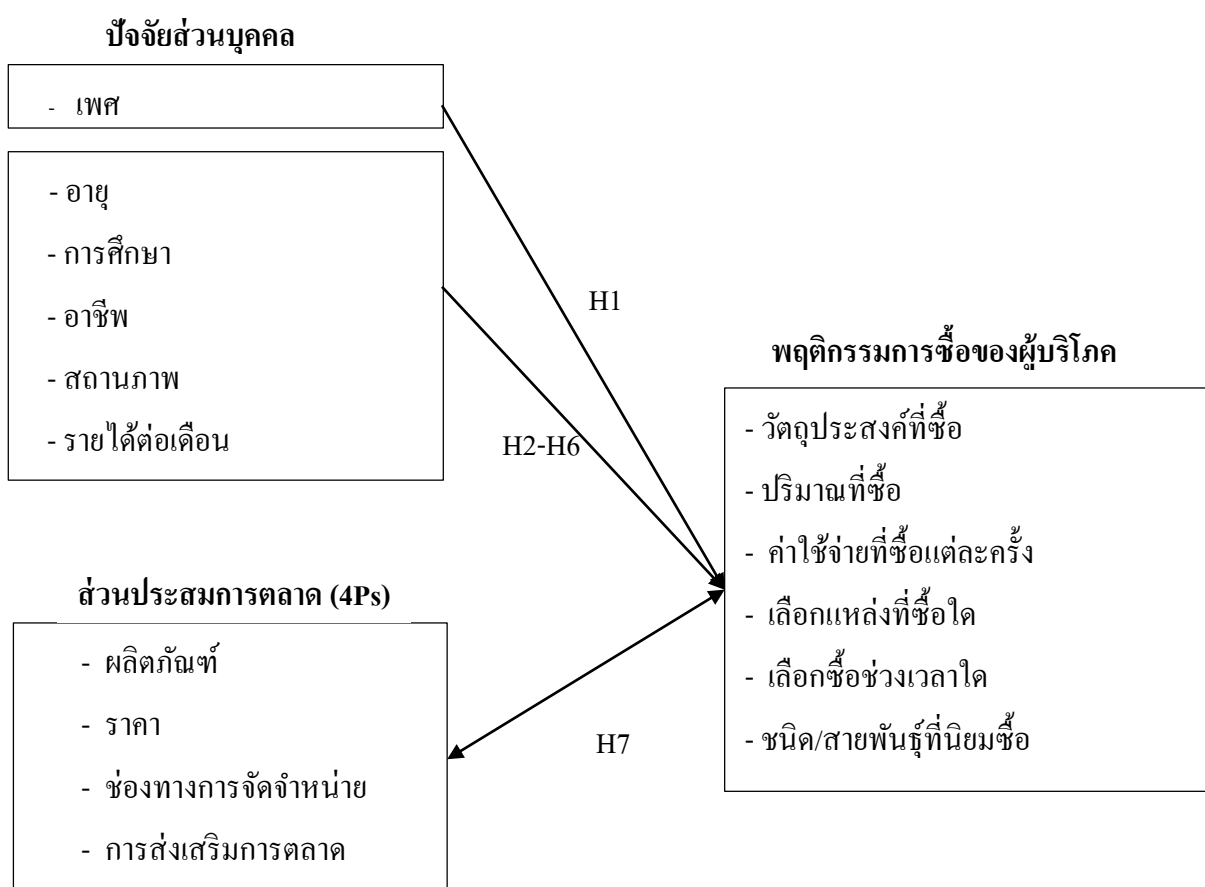 ปัจจัยส่วนบุคคล
- เพศ
- อายุ
- การศึกษา
- อาชีพ
- สถานภาพ
- รายได้ต่อเดือน
H1
H2-H6
ส่วนประสมการตลาด (4Ps)
- ผลิตภัณฑ์
- ราคา
- ช่องทางการจัดจำหน่าย
- การส่งเสริมการตลาด
H7
พฤติกรรมการซื้อของผู้บริโภค
- วัตถุประสงค์ที่ซื้อ
- ปริมาณที่ซื้อ
- ค่าใช้จ่ายที่ซื้อแต่ละครั้ง
- เลือกแหล่งที่ซื้อใด
- เลือกซื้อช่วงเวลาใด
- ชนิด/สายพันธุ์ที่นิยมซื้อ